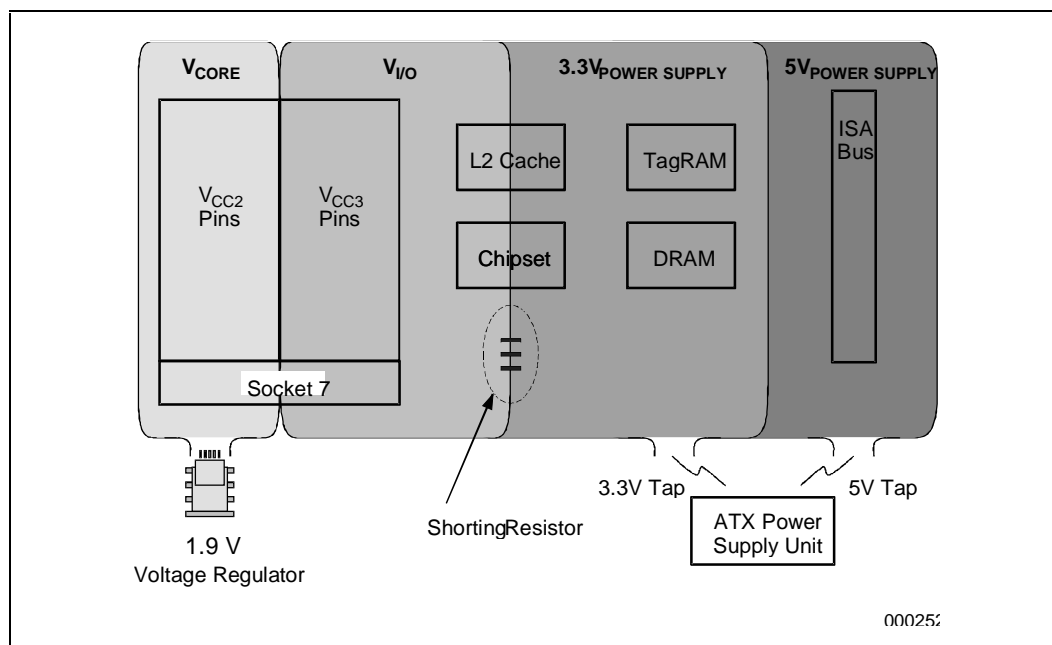 VCORE
VI/O
3.3VPOWER SUPPLY
5VPOWER SUPPLY
ISA
Bus
L2 Cache
TagRAM
VCC2
Pins
VCC3
Pins
Chipset
DRAM
Socket 7
3.3V Tap
5V Tap
ShortingResistor
ATX Power
Supply Unit
1.9 V
Voltage Regulator
000252